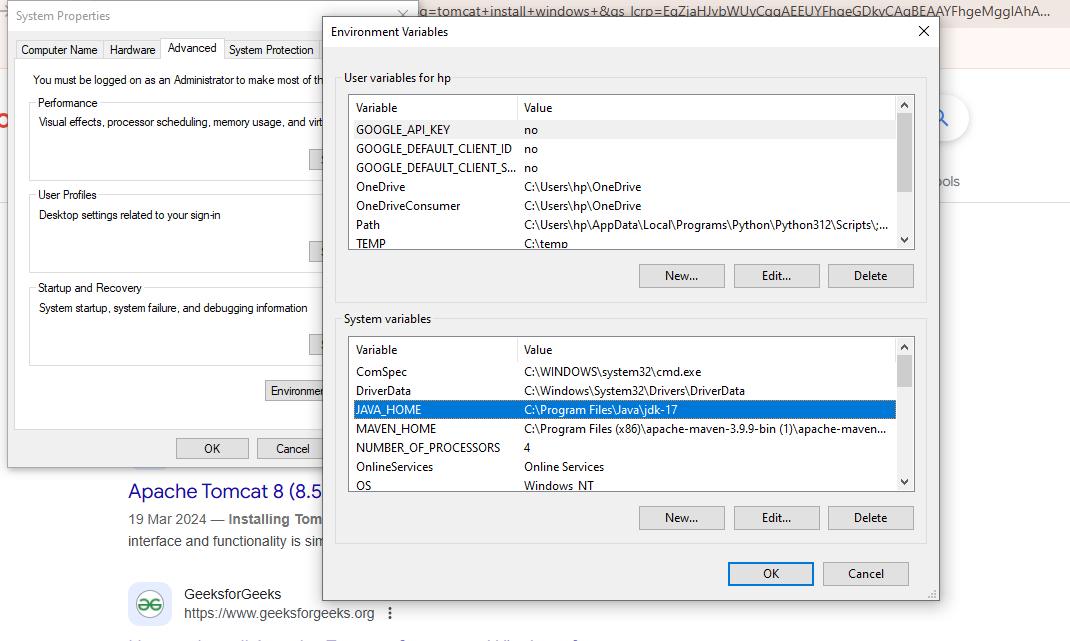 System Properties
q=tomcat+install+windows+&gs_lcrp=EgZjaHJvbWUyCggAEEUYFhgeGDkyCAgBEAAYFhgeMggIAhA...
Environment Variables
Computer Name Hardware Advanced System Protection
You must be logged on as an Administrator to make most of th
Performance
Visual effects, processor scheduling, memory usage, and virt
User Profiles
Desktop settings related to your sign-in
Startup and Recovery
System startup, system failure, and debugging information
Environme
OK Cancel
User variables for hp
Variable Value
GOOGLE_API_KEY no
GOOGLE_DEFAULT_CLIENT_ID no
GOOGLE_DEFAULT_CLIENT_S... no
OneDrive C:\Users\hp\OneDrive
OneDriveConsumer C:\Users\hp\OneDrive
Path C:\Users\hp\AppData\Local\Programs\Python\Python312\Scripts\;...
TEMP C:\temp
New... Edit... Delete
System variables
Variable Value
ComSpec C:\WINDOWS\system32\cmd.exe
DriverData C:\Windows\System32\Drivers\DriverData
JAVA_HOME C:\Program Files\Java\jdk-17
MAVEN_HOME C:\Program Files (x86)\apache-maven-3.9.9-bin (1)\apache-maven...
NUMBER_OF_PROCESSORS 4
OnlineServices Online Services
OS Windows_NT
New... Edit... Delete
OK Cancel
ools
Apache Tomcat 8 (8.5
19 Mar 2024 — Installing Tom
interface and functionality is sim
GeeksforGeeks
https://www.geeksforgeeks.org